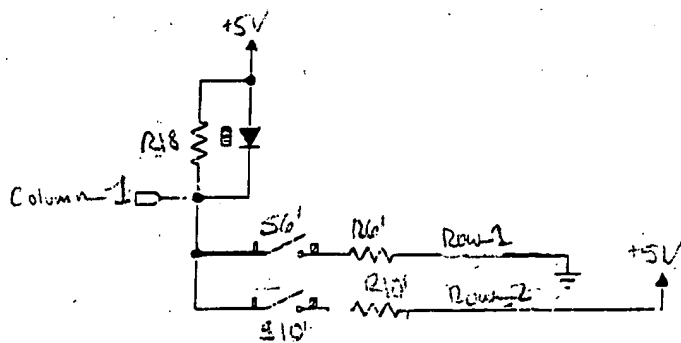 +5V
R18
Column-1
S6'
R6'
Row-1
+5V
R10'
Row-2
S10'